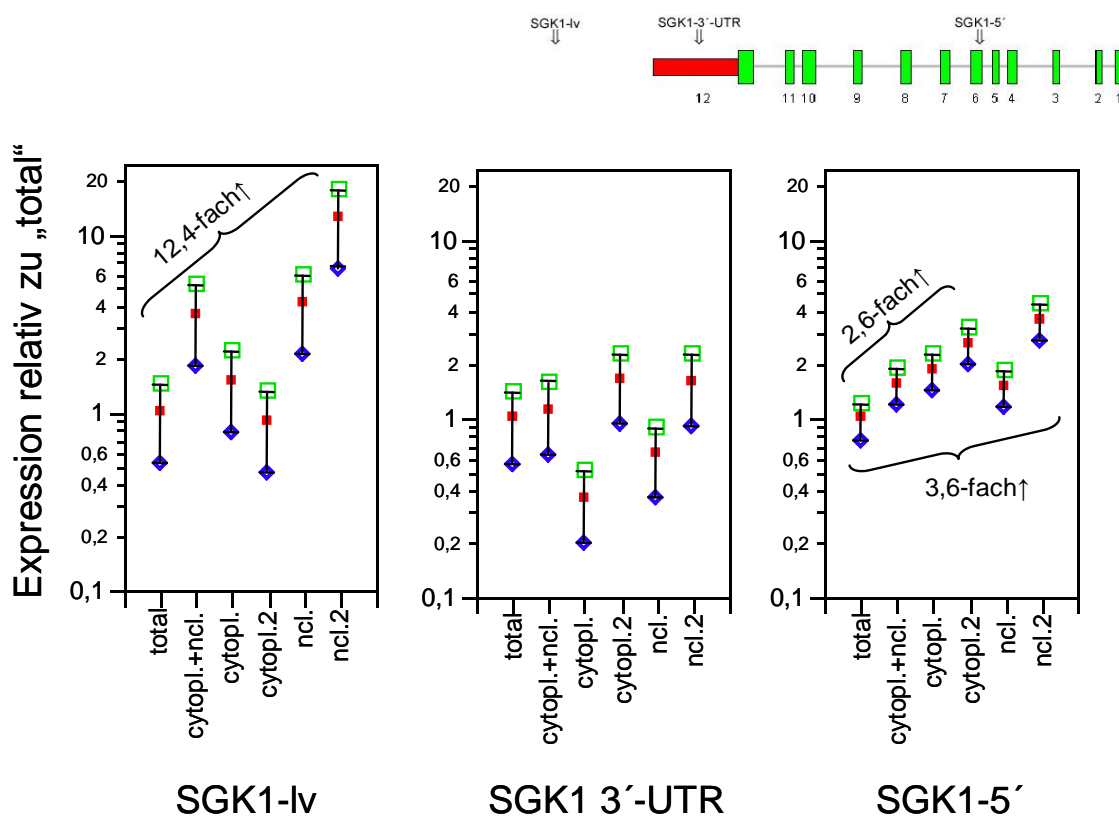 SGK1-lv
SGK1-3´-UTR
SGK1-5´
12
11
10
9
8
7
6
5
4
3
2
1
Expression relativ zu „total“
20
10
6
4
2
1
0,6
0,4
0,2
0,1
12,4-fach↑
total
cytopl.+ncl.
cytopl.
cytopl.2
ncl.
ncl.2
SGK1-lv
20
10
6
4
2
1
0,6
0,4
0,2
0,1
total
cytopl.+ncl.
cytopl.
cytopl.2
ncl.
ncl.2
SGK1 3´-UTR
20
10
6
4
2
1
0,6
0,4
0,2
0,1
2,6-fach↑
3,6-fach↑
total
cytopl.+ncl.
cytopl.
cytopl.2
ncl.
ncl.2
SGK1-5´